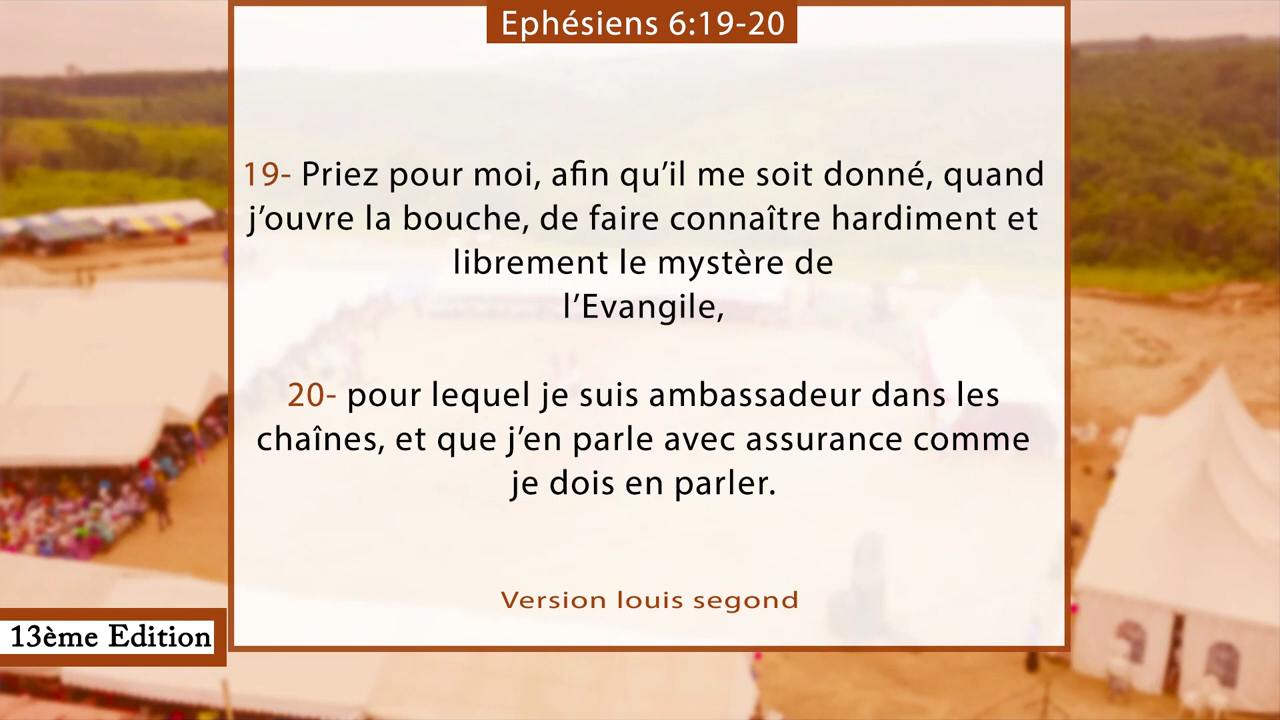 Ephésiens 6:19-20
19- Priez pour moi, afin qu’il me soit donné, quand
j’ouvre la bouche, de faire connaître hardiment et
librement le mystère de
l’Evangile,
20- pour lequel je suis ambassadeur dans les
chaînes, et que j’en parle avec assurance comme
je dois en parler.
Version louis segond
13ème Edition